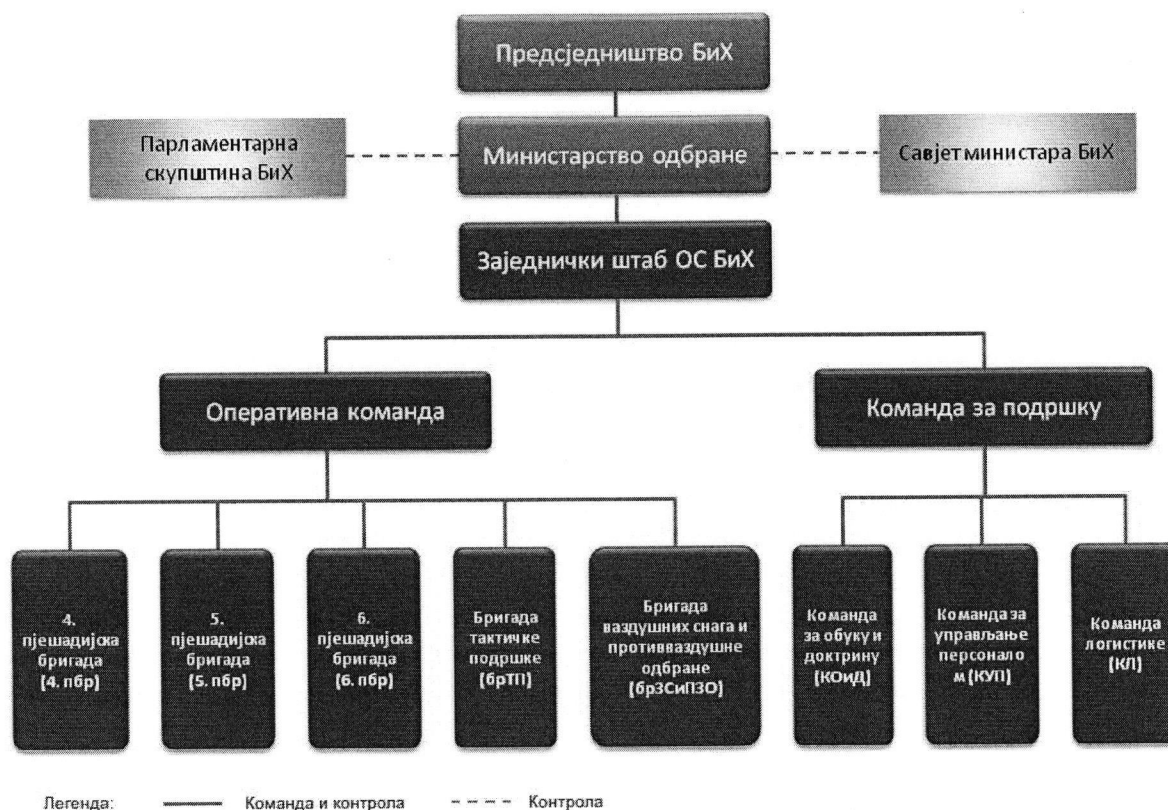 Предсједништво БиХ
Парламентарна
скупштина БиХ
Министарство одбране
Савјет министара БиХ
Заједнички штаб ОС БиХ
Оперативна команда
Команда за подршку
4.
пјешадијска
бригада
(4. пбр)
5.
пјешадијска
бригада
(5. пбр)
6.
пјешадијска
бригада
(6. пбр)
Бригада
тактичке
подршке
(брТП)
Бригада
ваздушних снага и
противваздушне
одбране
(брЗСиПЗО)
Команда
за обуку и
доктрину
(КОиД)
Команда за
управљање
персонало
м (КУП)
Команда
логистике
(КЛ)
Легенда: Команда и контрола Контрола